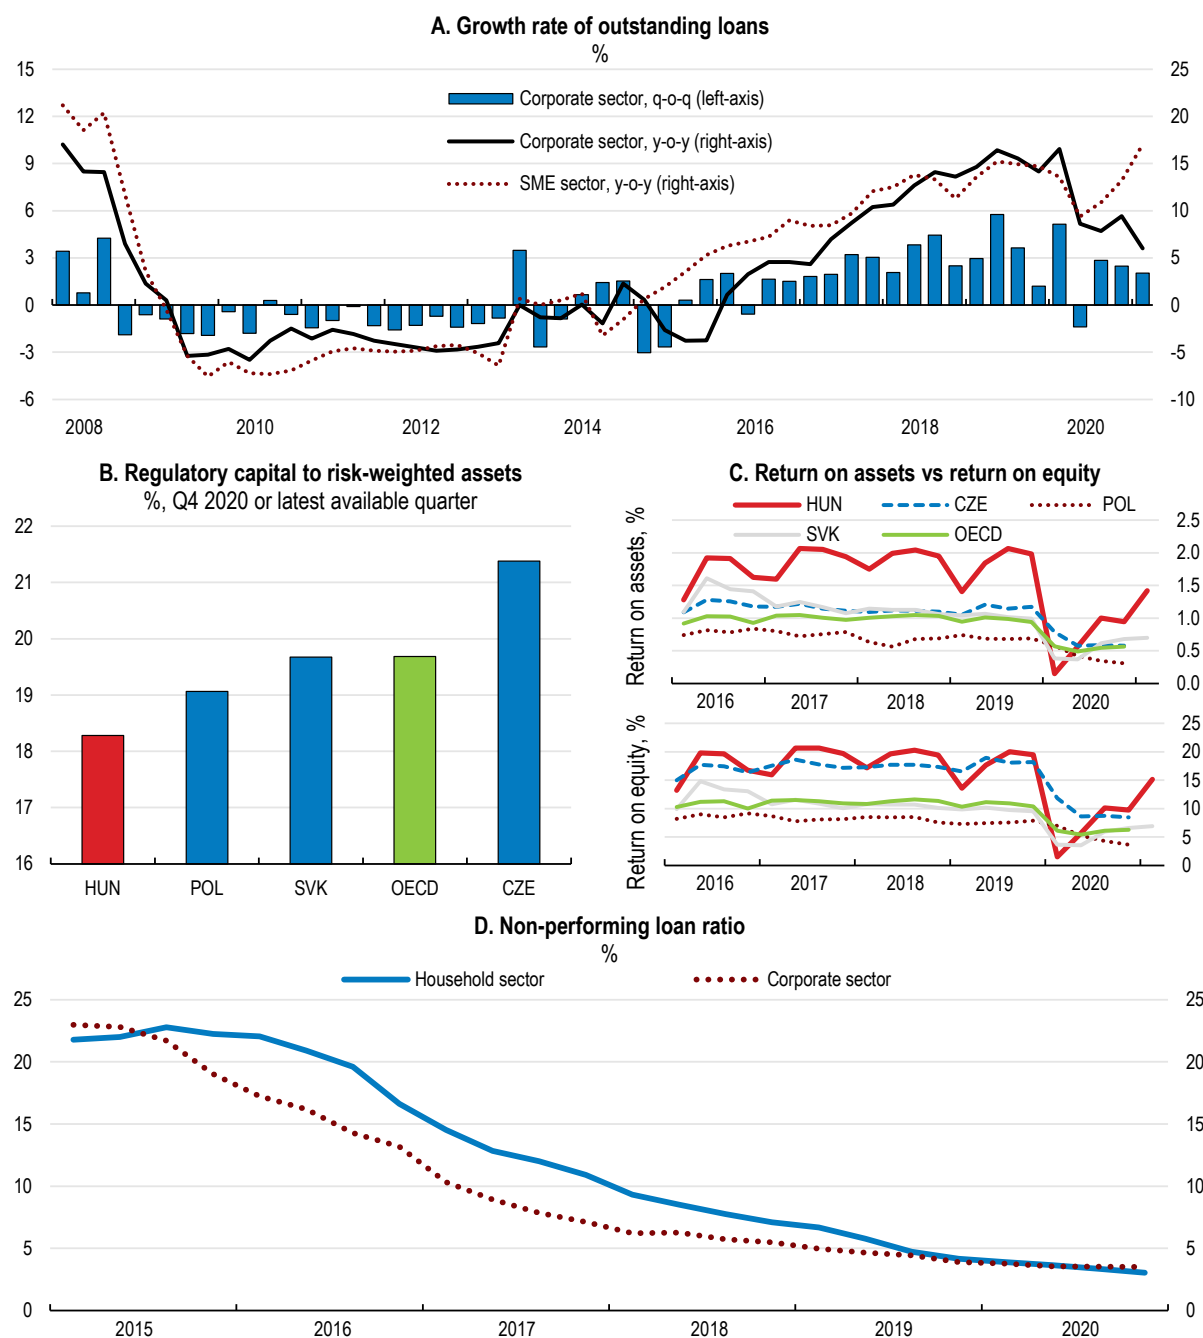 A. Growth rate of outstanding loans
%
15 25
12 20
9 15
6 10
3 5
0 0
-3 -5
-6 -10
Corporate sector, q-o-q (left-axis)
Corporate sector, y-o-y (right-axis)
SME sector, y-o-y (right-axis)
2008 2010 2012 2014 2016 2018 2020
B. Regulatory capital to risk-weighted assets
%, Q4 2020 or latest available quarter
22
21
20
19
18
17
16
HUN POL SVK OECD CZE
C. Return on assets vs return on equity
HUN CZE POL
SVK OECD
Return on assets, %
2.5
2.0
1.5
1.0
0.5
0.0
2016 2017 2018 2019 2020
Return on equity, %
25
20
15
10
5
0
2016 2017 2018 2019 2020
D. Non-performing loan ratio
%
Household sector Corporate sector
25 25
20 20
15 15
10 10
5 5
0 0
2015 2016 2017 2018 2019 2020